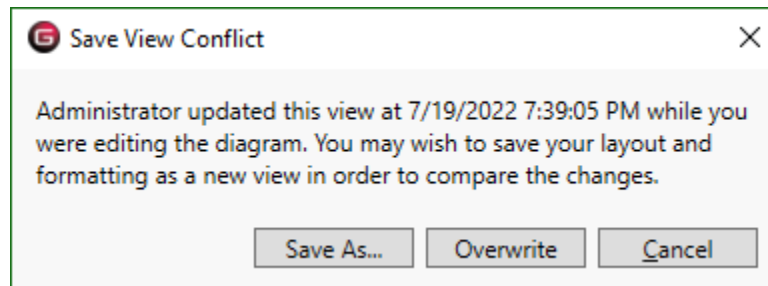 Save View Conflict
Administrator updated this view at 7/19/2022 7:39:05 PM while you
were editing the diagram. You may wish to save your layout and
formatting as a new view in order to compare the changes.
Save As... Overwrite Cancel